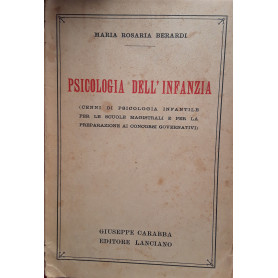 MARIA ROSARIA BERARDI
PSICOLOGIA DELL'INFANZIA
(CENNI DI PSICOLOGIA INFANTILE
PER LE SCUOLE MAGISTRALI E PER LA
PREPARAZIONE AI CONCORSI GOVERNATIVI)
GIUSEPPE CARABBA
EDITORE LANCIANO